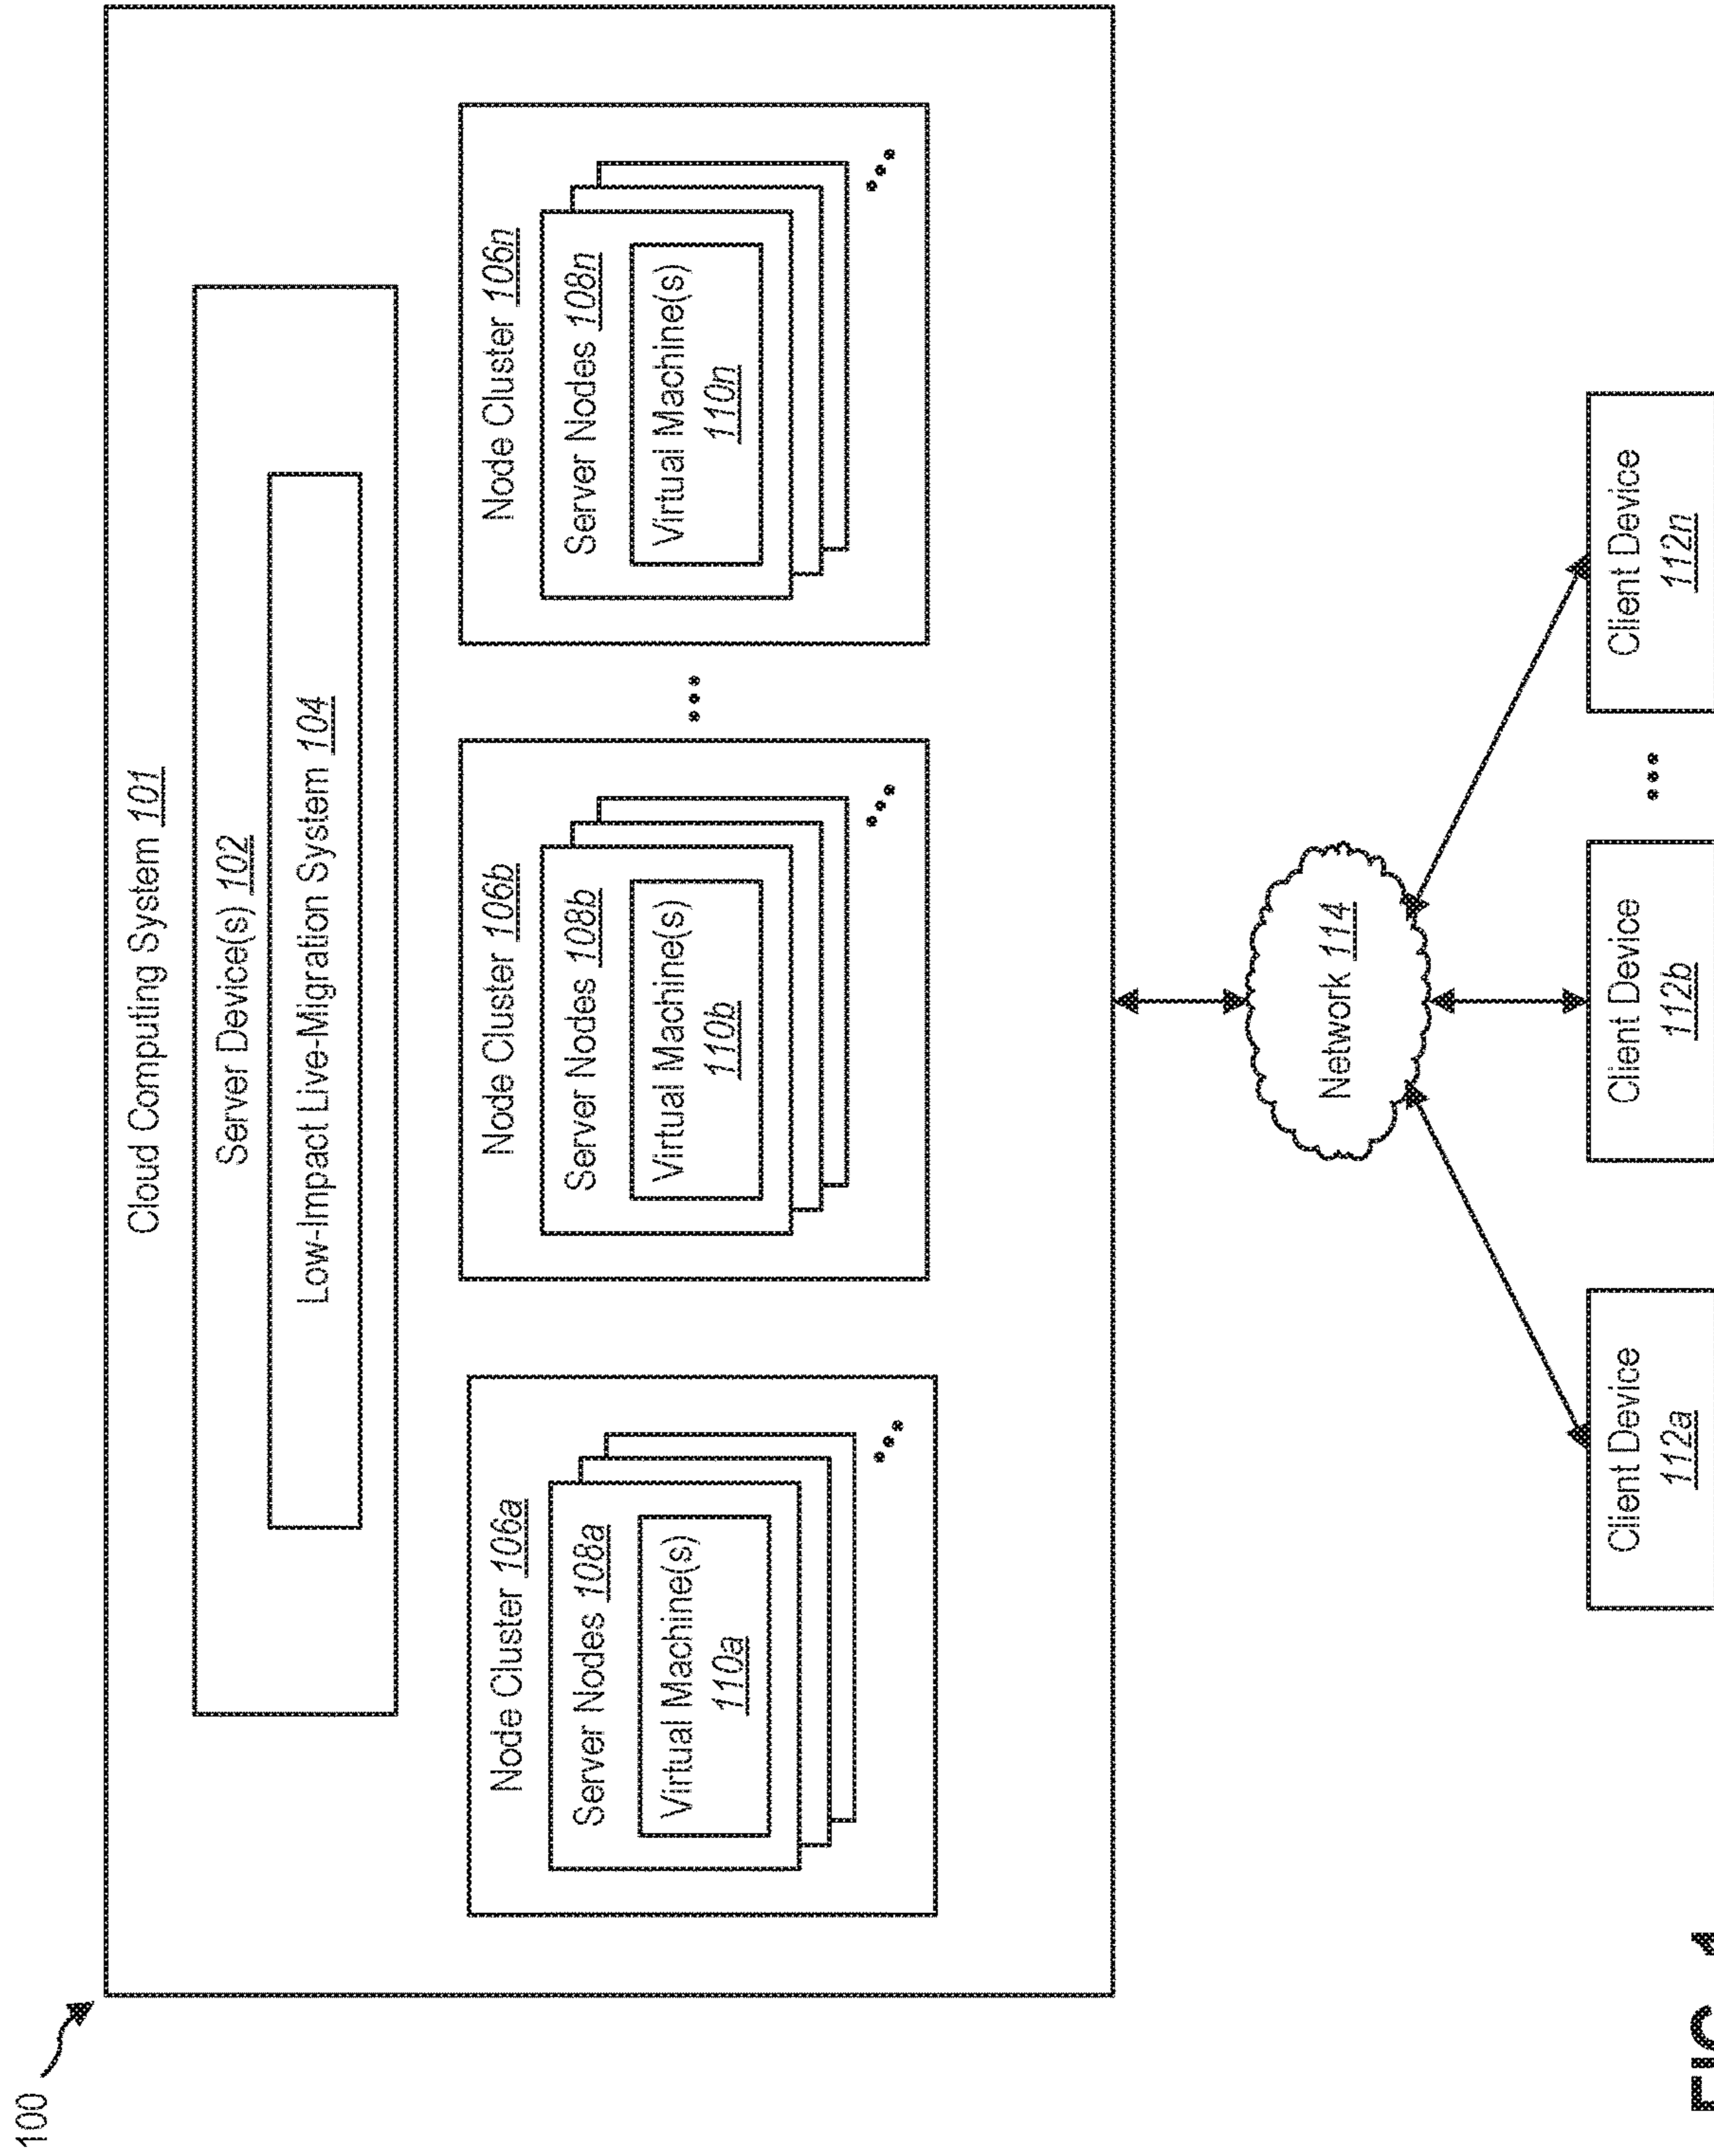 100
Cloud Computing System 101
Server Device(s) 102
Low-Impact Live-Migration System 104
Node Cluster 106a
Server Nodes 108a
Virtual Machine(s)
110a
Node Cluster 106b
Server Nodes 108b
Virtual Machine(s)
110b
Node Cluster 106n
Server Nodes 108n
Virtual Machine(s)
110n
Network 114
Client Device
112a
Client Device
112b
Client Device
112n
FIG. 1